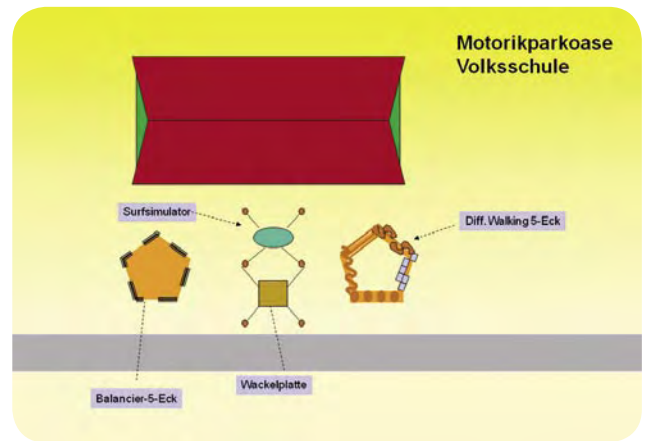 Motorikparkoase
Volksschule
Surfsimulator
Diff. Walking 5-Eck
Wackelplatte
Balancier-5-Eck